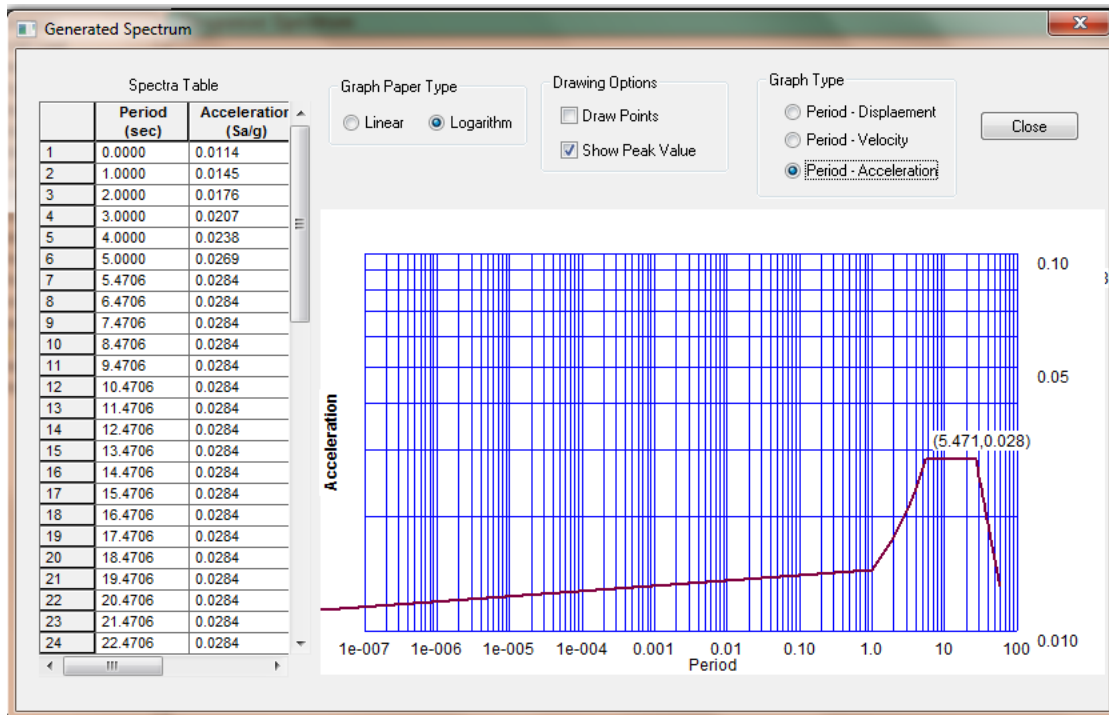 Generated Spectrum
Spectra Table
Period (sec) Acceleration (Sa/g)
1 0.0000 0.0114
2 1.0000 0.0145
3 2.0000 0.0176
4 3.0000 0.0207
5 4.0000 0.0238
6 5.0000 0.0269
7 5.4706 0.0284
8 6.4706 0.0284
9 7.4706 0.0284
10 8.4706 0.0284
11 9.4706 0.0284
12 10.4706 0.0284
13 11.4706 0.0284
14 12.4706 0.0284
15 13.4706 0.0284
16 14.4706 0.0284
17 15.4706 0.0284
18 16.4706 0.0284
19 17.4706 0.0284
20 18.4706 0.0284
21 19.4706 0.0284
22 20.4706 0.0284
23 21.4706 0.0284
24 22.4706 0.0284
Graph Paper Type
Linear Logarithm
Drawing Options
Draw Points
Show Peak Value
Graph Type
Period - Displaement
Period - Velocity
Period - Acceleration
Close
0.10
0.05
0.010
Acceleration
(5.471,0.028)
1e-007 1e-006 1e-005 1e-004 0.001 0.01 0.10 1.0 10 100
Period